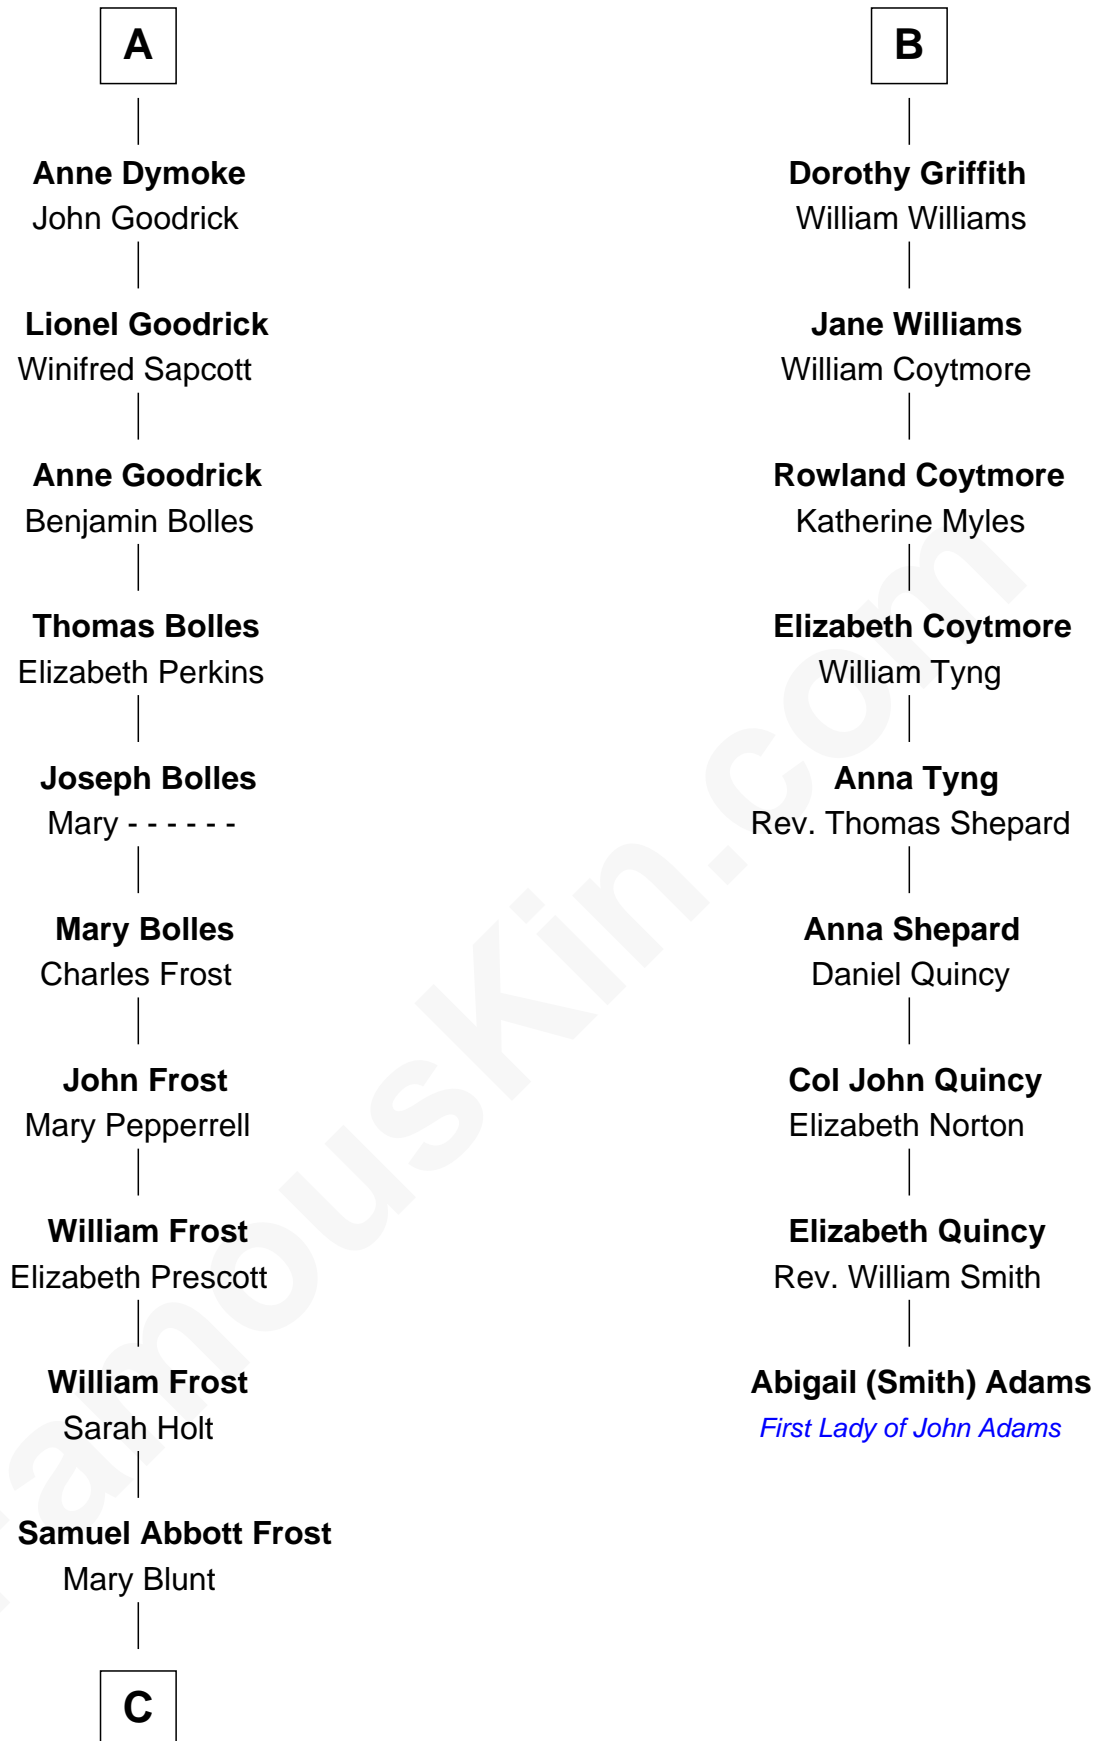 A
Anne Dymoke
John Goodrick
Lionel Goodrick
Winifred Sapcott
Anne Goodrick
Benjamin Bolles
Thomas Bolles
Elizabeth Perkins
Joseph Bolles
Mary - - - - - -
Mary Bolles
Charles Frost
John Frost
Mary Pepperrell
William Frost
Elizabeth Prescott
William Frost
Sarah Holt
Samuel Abbott Frost
Mary Blunt
C
B
Dorothy Griffith
William Williams
Jane Williams
William Coytmore
Rowland Coytmore
Katherine Myles
Elizabeth Coytmore
William Tyng
Anna Tyng
Rev. Thomas Shepard
Anna Shepard
Daniel Quincy
Col John Quincy
Elizabeth Norton
Elizabeth Quincy
Rev. William Smith
Abigail (Smith) Adams
First Lady of John Adams
FamousKin.com